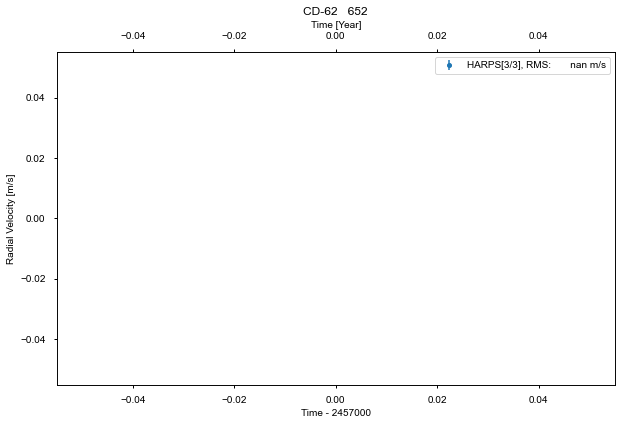 CD-62   652
Time [Year]
−0.04 −0.02 0.00 0.02 0.04
HARPS[3/3], RMS:      nan m/s
0.04
0.02
0.00
−0.02
−0.04
Radial Velocity [m/s]
−0.04 −0.02 0.00 0.02 0.04
Time - 2457000